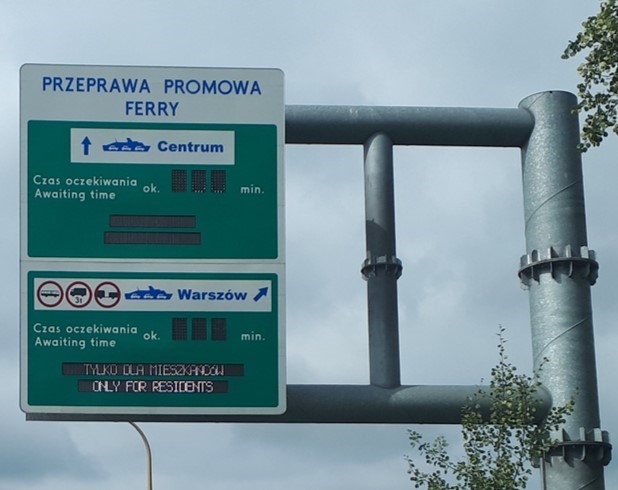 PRZEPRAWA PROMOWA
FERRY
Centrum
Czas oczekiwania ok. min.
Awaiting time
3t Warszów
Czas oczekiwania ok. min.
Awaiting time
TYLKO DLA MIESZKAŃCÓW
ONLY FOR RESIDENTS